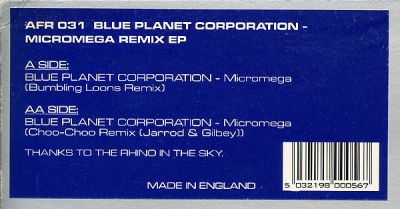 AFR 031 BLUE PLANET CORPORATION -
MICROMEGA REMIX EP
A SIDE:
BLUE PLANET CORPORATION - Micromega
(Bumbling Loons Remix)
AA SIDE:
BLUE PLANET CORPORATION - Micromega
(Choo-Choo Remix (Jarrod & Gilbey))
THANKS TO THE RHINO IN THE SKY.
MADE IN ENGLAND
5 032198 000567